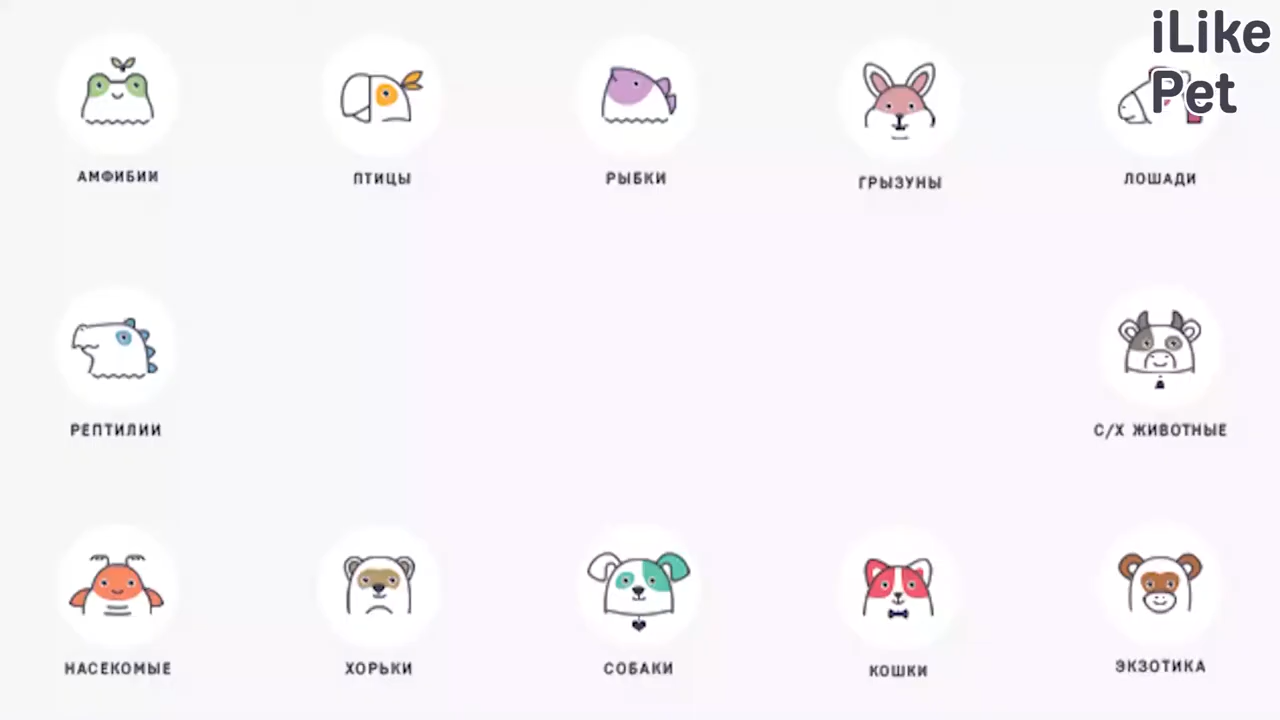 iLike
Pet
АМФИБИИ
ПТИЦЫ
РЫБКИ
ГРЫЗУНЫ
ЛОШАДИ
РЕПТИЛИИ
С/Х ЖИВОТНЫЕ
НАСЕКОМЫЕ
ХОРЬКИ
СОБАКИ
КОШКИ
ЭКЗОТИКА